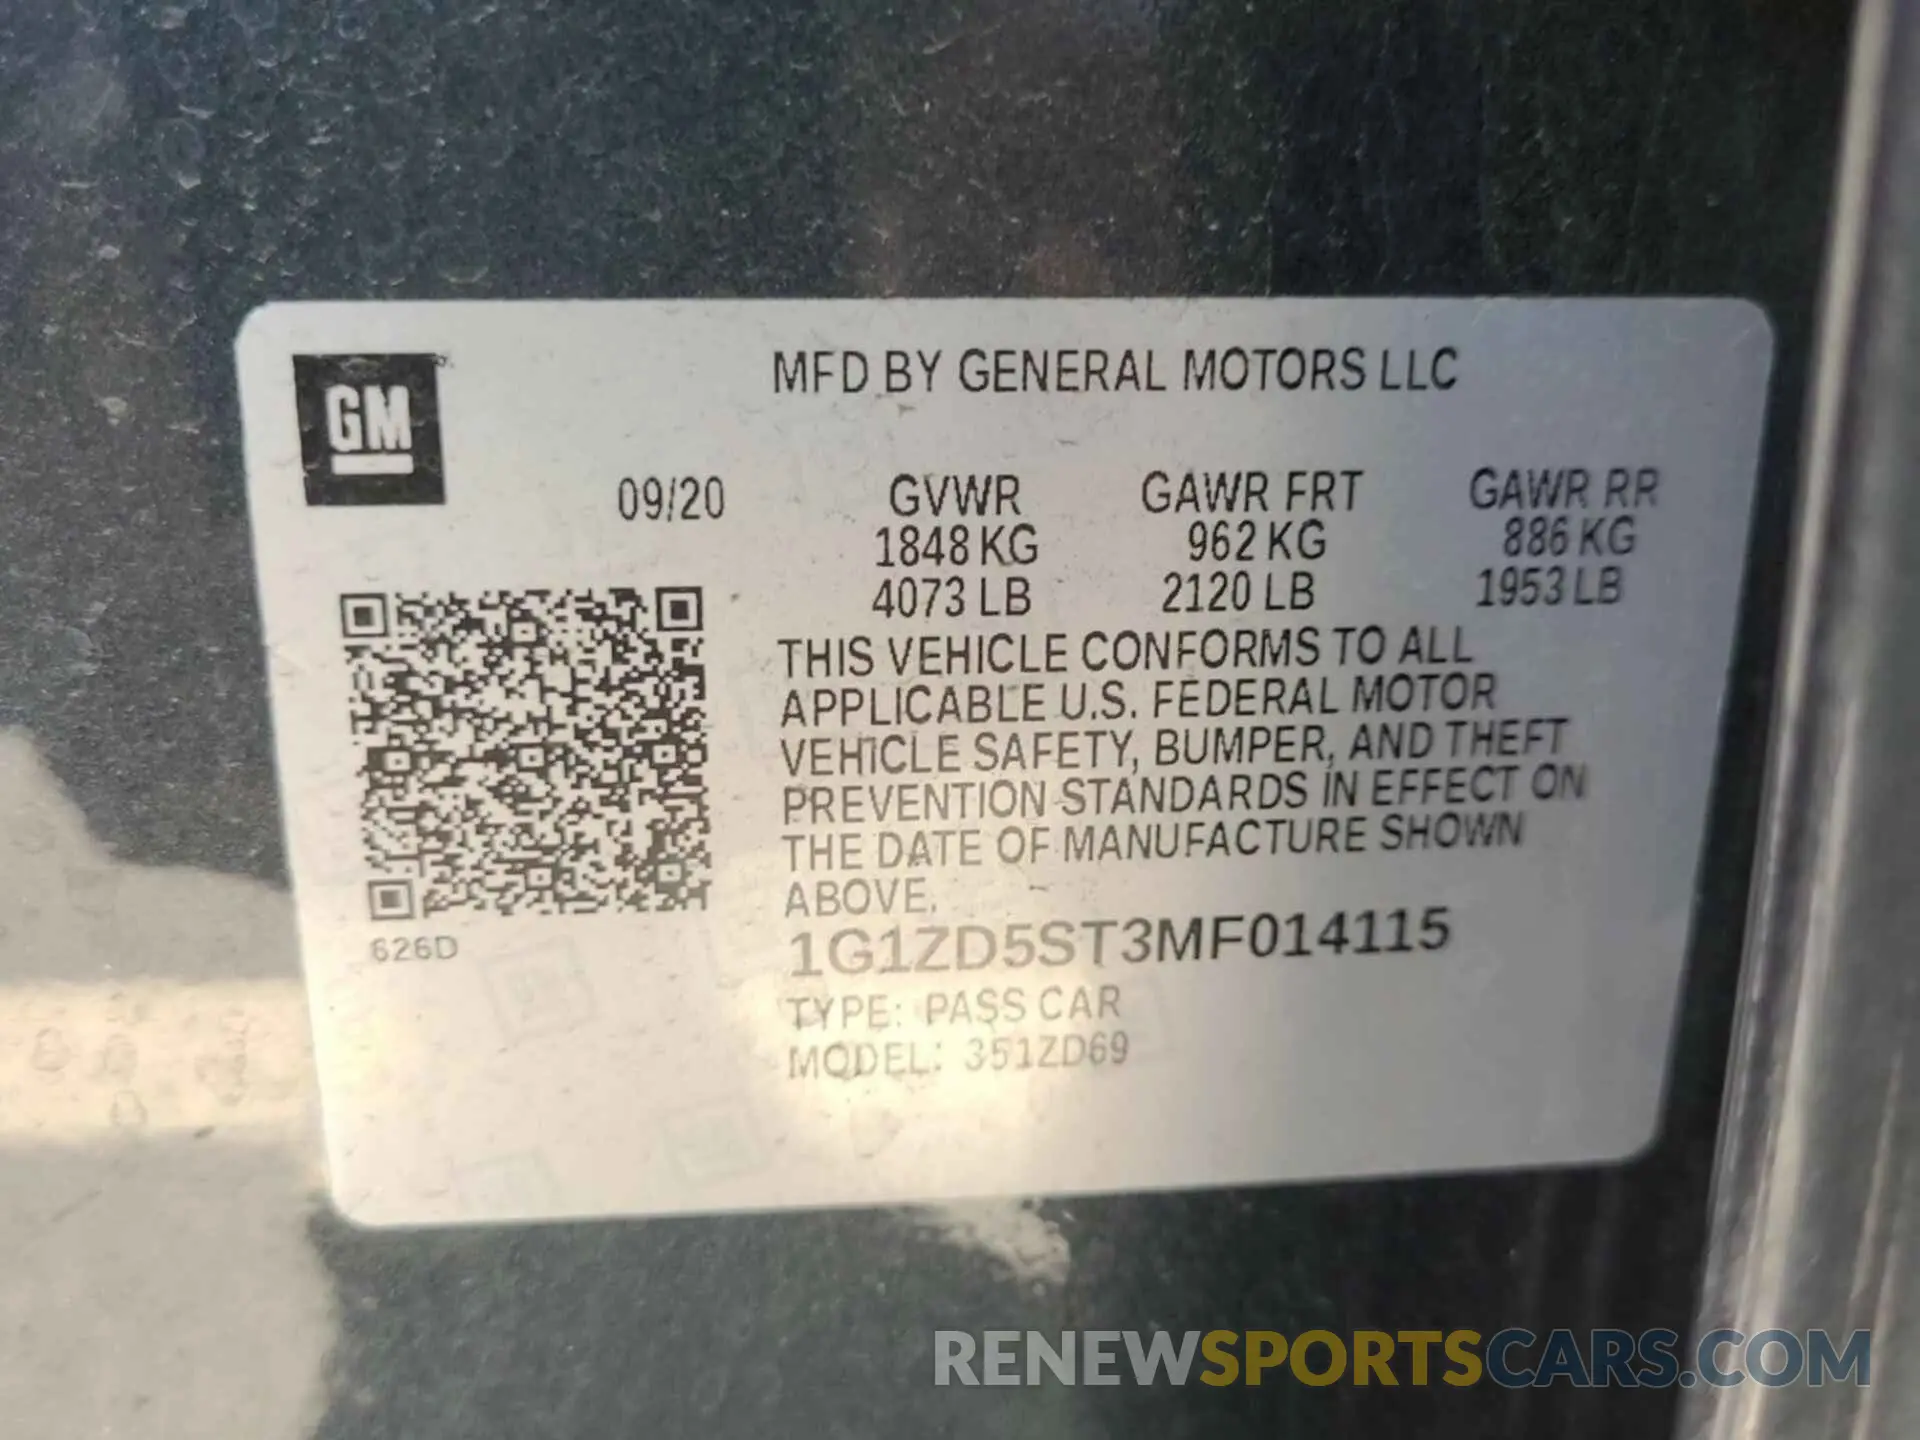 GM
MFD BY GENERAL MOTORS LLC
09/20
GVWR GAWR FRT GAWR RR
1848 KG 962 KG 886 KG
4073 LB 2120 LB 1953 LB
THIS VEHICLE CONFORMS TO ALL
APPLICABLE U.S. FEDERAL MOTOR
VEHICLE SAFETY, BUMPER, AND THEFT
PREVENTION STANDARDS IN EFFECT ON
THE DATE OF MANUFACTURE SHOWN
ABOVE.
626D
1G1ZD5ST3MF014115
TYPE: PASS CAR
MODEL: 351ZD69
RENEWSPORTSCARS.COM